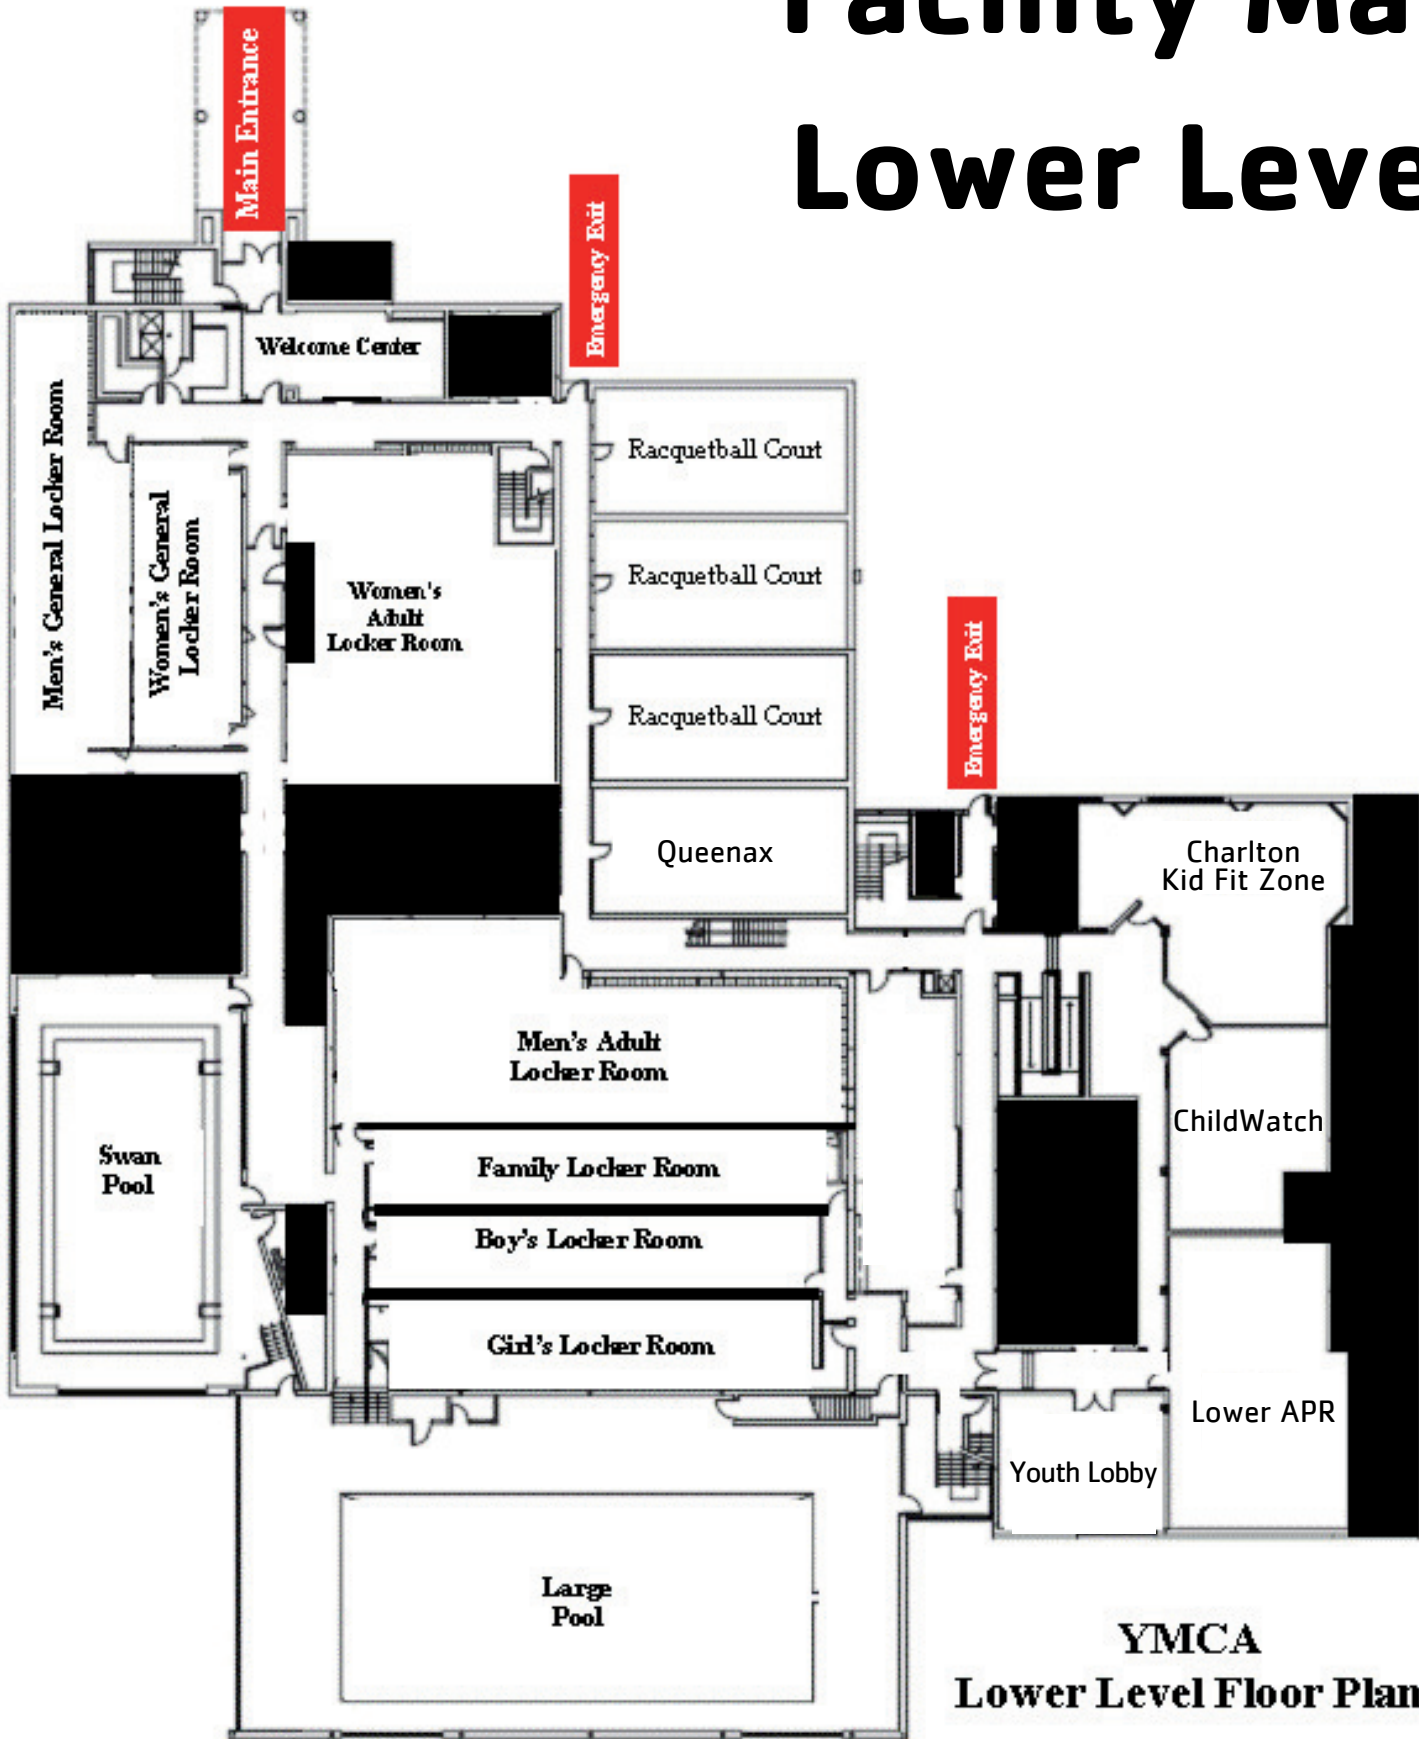 Facility Ma
Lower Leve
Main Entrance
Emergency Exit
Welcome Center
Men's General Locker Room
Women's General
Locker Room
Women's
Adult
Locker Room
Racquetball Court
Racquetball Court
Racquetball Court
Queenax
Emergency Exit
Charlton
Kid Fit Zone
Men's Adult
Locker Room
ChildWatch
Swan
Pool
Family Locker Room
Boy's Locker Room
Girl's Locker Room
Lower APR
Youth Lobby
Large
Pool
YMCA
Lower Level Floor Plan